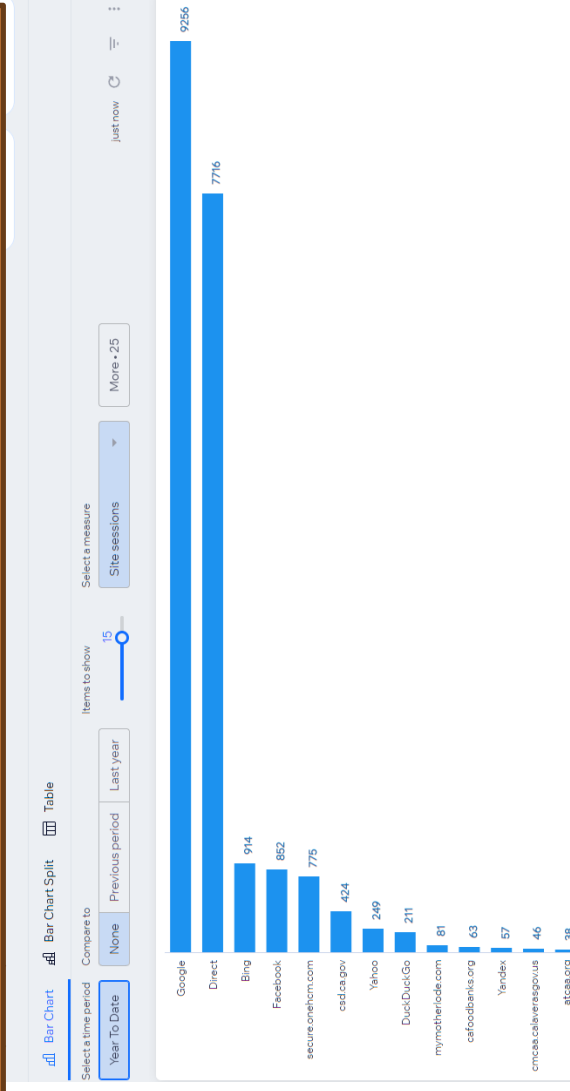 Bar Chart
Bar Chart Split
Table
Select a time period
Compare to
Items to show
Select a measure
Year To Date
None
Previous period
Last year
15
Site sessions
More • 25
just now
Google 9256
Direct 7716
Bing 914
Facebook 852
secure.onehcm.com 775
csd.ca.gov 424
Yahoo 249
DuckDuckGo 211
mymotherlode.com 81
cafoodbanks.org 63
Yandex 57
cmcaa.calaverasgov.us 46
atcaa.org 38